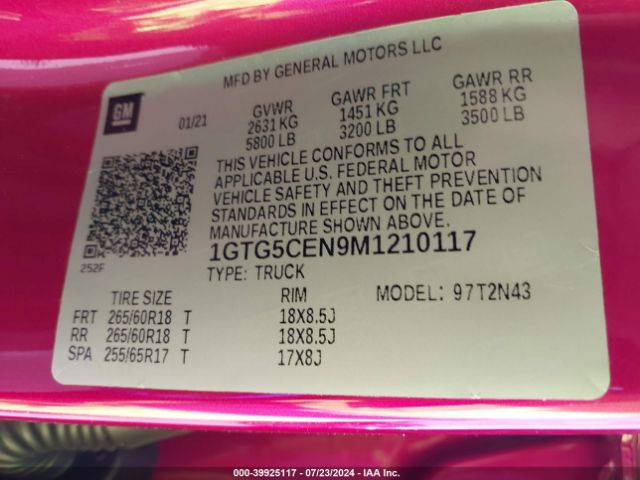 MFD BY GENERAL MOTORS LLC
GM
01/21
GVWR
2631 KG
5800 LB
GAWR FRT
1451 KG
3200 LB
GAWR RR
1588 KG
3500 LB
THIS VEHICLE CONFORMS TO ALL
APPLICABLE U.S. FEDERAL MOTOR
VEHICLE SAFETY AND THEFT PREVENTION
STANDARDS IN EFFECT ON THE DATE OF
MANUFACTURE SHOWN ABOVE.
1GTG5CEN9M1210117
252F
TYPE: TRUCK
MODEL: 97T2N43
TIRE SIZE RIM
FRT 265/60R18 T 18X8.5J
RR 265/60R18 T 18X8.5J
SPA 255/65R17 T 17X8J
000-39925117 - 07/23/2024 - IAA Inc.